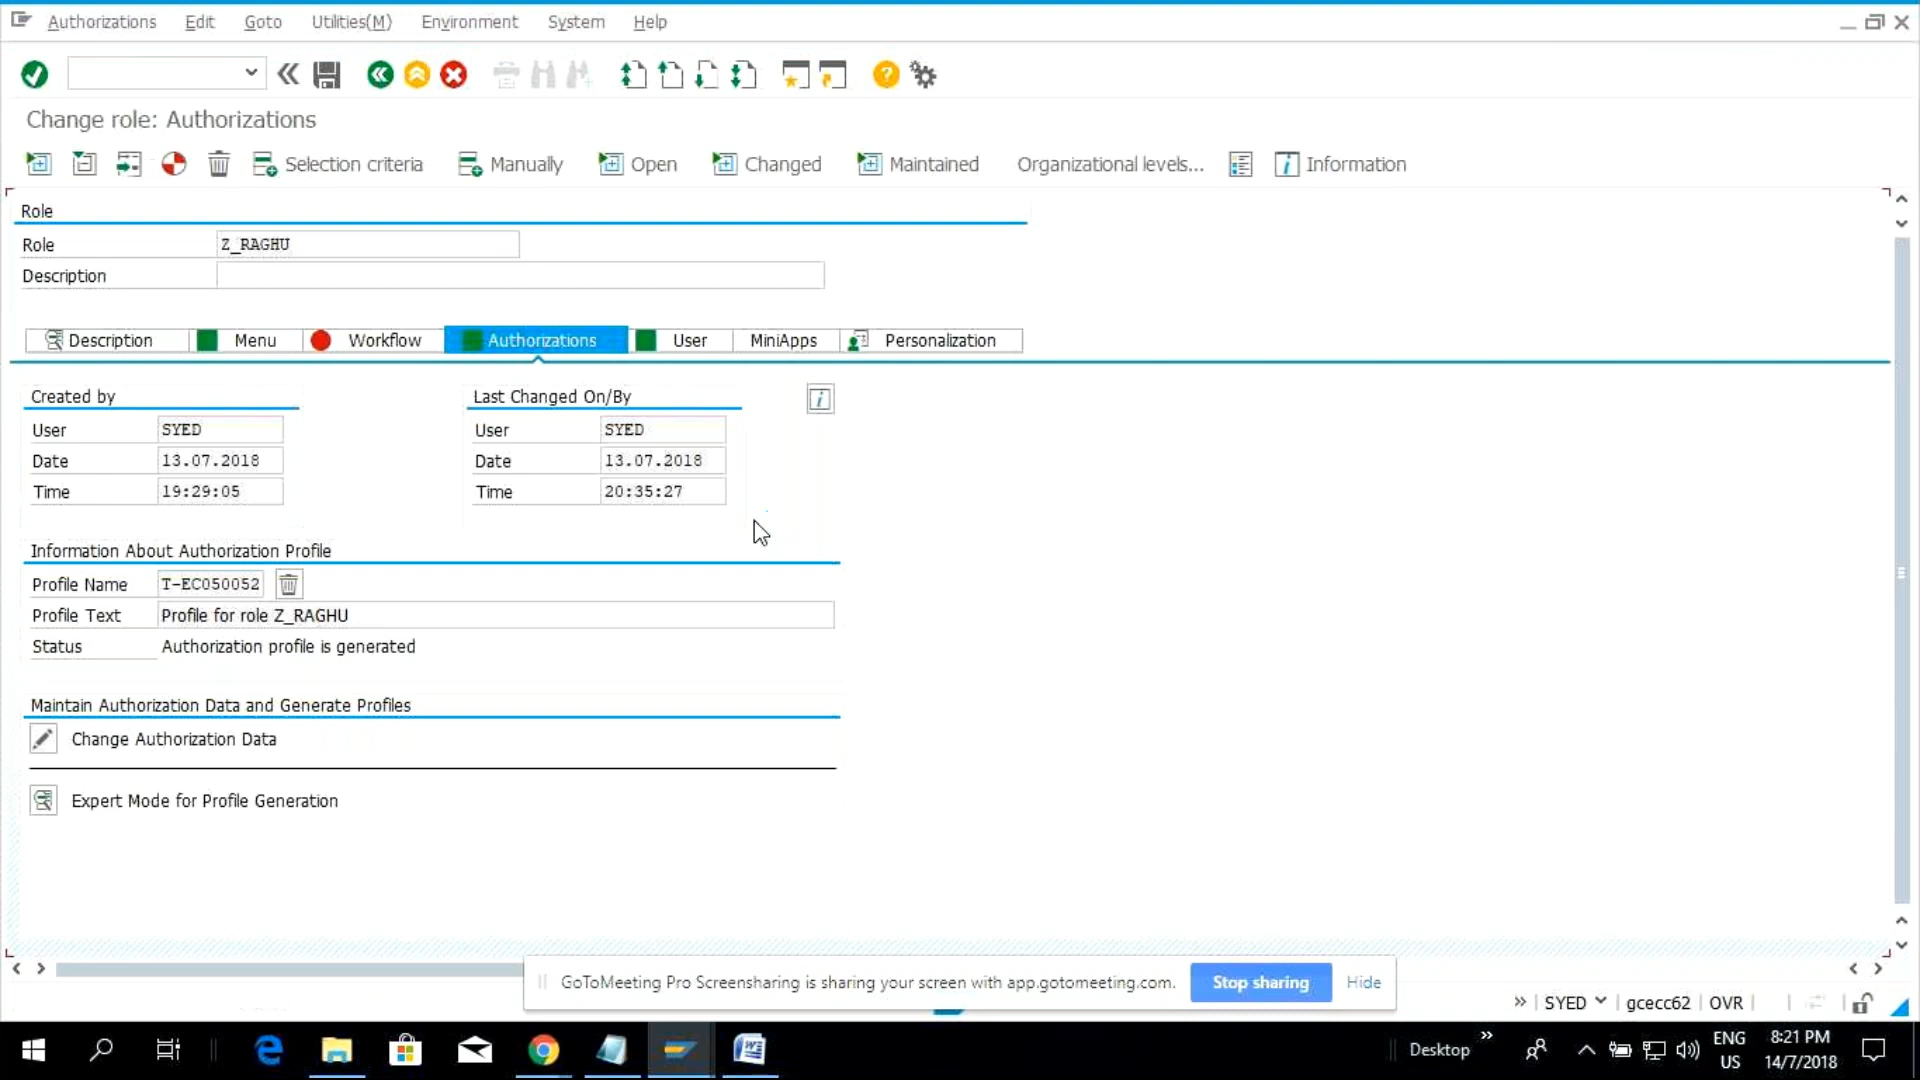 Authorizations Edit Goto Utilities(M) Environment System Help
Change role: Authorizations
Selection criteria Manually Open Changed Maintained Organizational levels... Information
Role
Role Z_RAGHU
Description
Description Menu Workflow Authorizations User MiniApps Personalization
Created by Last Changed On/By
User SYED User SYED
Date 13.07.2018 Date 13.07.2018
Time 19:29:05 Time 20:35:27
Information About Authorization Profile
Profile Name T-EC050052
Profile Text Profile for role Z_RAGHU
Status Authorization profile is generated
Maintain Authorization Data and Generate Profiles
Change Authorization Data
Expert Mode for Profile Generation
GoToMeeting Pro Screensharing is sharing your screen with app.gotomeeting.com. Stop sharing Hide
SYED gcecc62 OVR
Desktop ENG 8:21 PM
US 14/7/2018